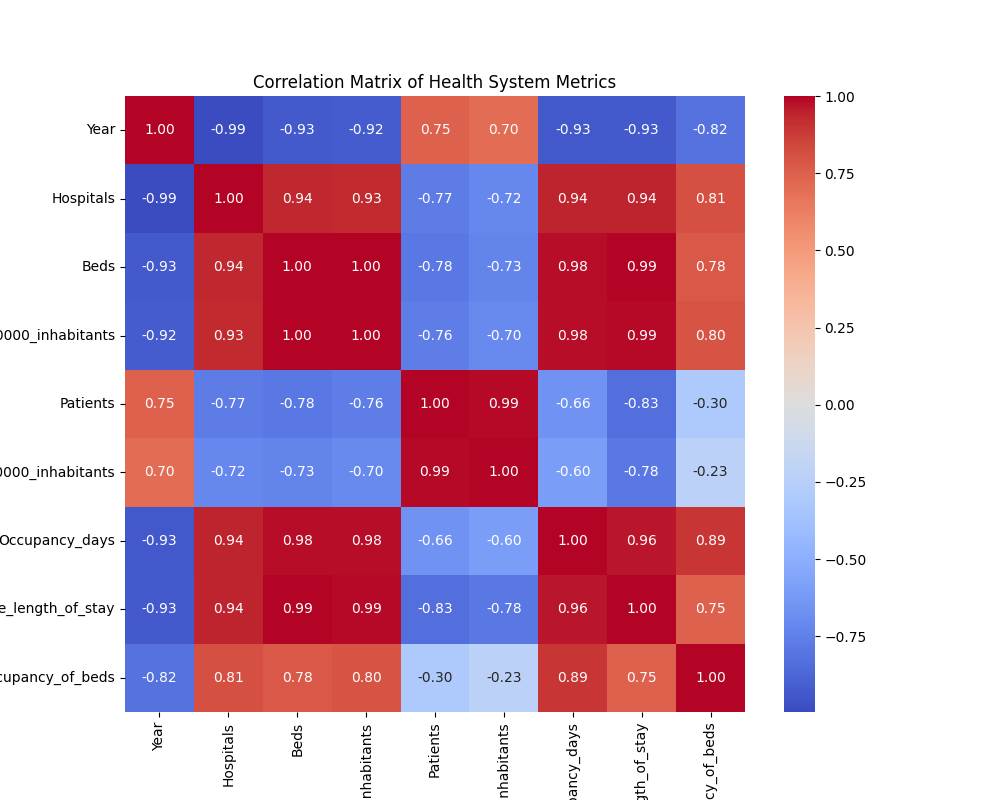 Correlation Matrix of Health System Metrics
Year 1.00 -0.99 -0.93 -0.92 0.75 0.70 -0.93 -0.93 -0.82
Hospitals -0.99 1.00 0.94 0.93 -0.77 -0.72 0.94 0.94 0.81
Beds -0.93 0.94 1.00 1.00 -0.78 -0.73 0.98 0.99 0.78
0000_inhabitants -0.92 0.93 1.00 1.00 -0.76 -0.70 0.98 0.99 0.80
Patients 0.75 -0.77 -0.78 -0.76 1.00 0.99 -0.66 -0.83 -0.30
0000_inhabitants 0.70 -0.72 -0.73 -0.70 0.99 1.00 -0.60 -0.78 -0.23
Occupancy_days -0.93 0.94 0.98 0.98 -0.66 -0.60 1.00 0.96 0.89
e_length_of_stay -0.93 0.94 0.99 0.99 -0.83 -0.78 0.96 1.00 0.75
cupancy_of_beds -0.82 0.81 0.78 0.80 -0.30 -0.23 0.89 0.75 1.00
Year
Hospitals
Beds
nhabitants
Patients
nhabitants
pancy_days
gth_of_stay
cy_of_beds
1.00
0.75
0.50
0.25
0.00
−0.25
−0.50
−0.75